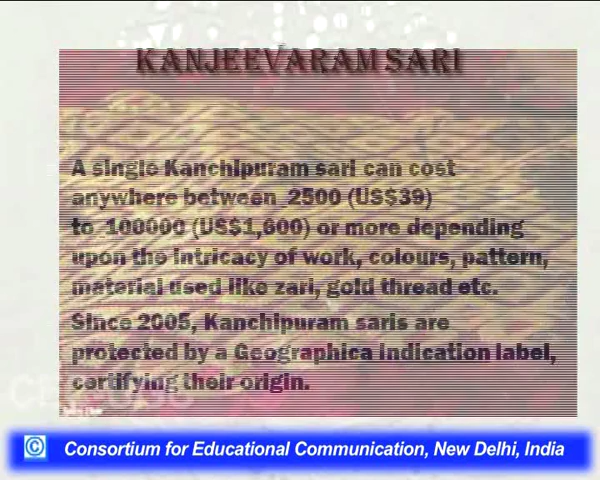 KANJEEVARAM SARI
A single Kanchipuram sari can cost
anywhere between 2500 (US$39)
to 100000 (US$1,600) or more depending
upon the intricacy of work, colours, pattern,
material used like zari, gold thread etc.
Since 2005, Kanchipuram saris are
protected by a Geographica Indication label,
certifying their origin.
© Consortium for Educational Communication, New Delhi, India